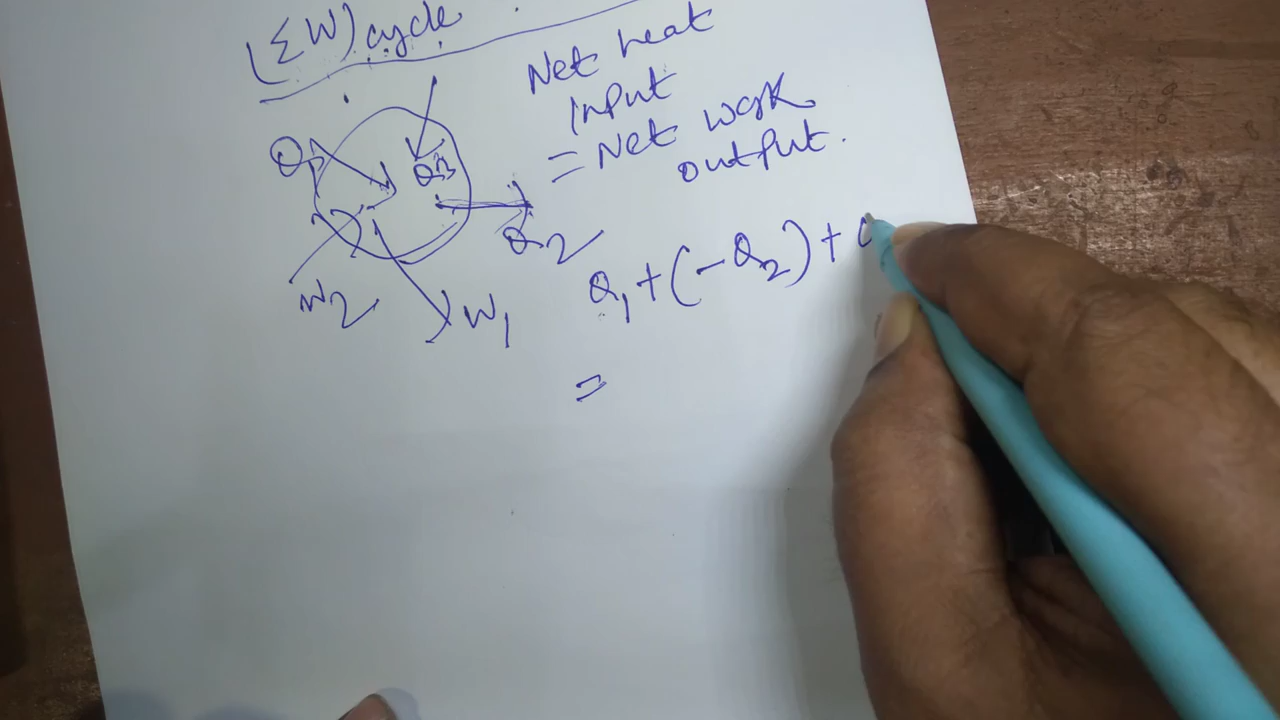 (ΣW)cycle
Net heat
Input
= Net work
output.
Q1
Q3
Q2
W2
W1
Q1+(-Q2)+
=